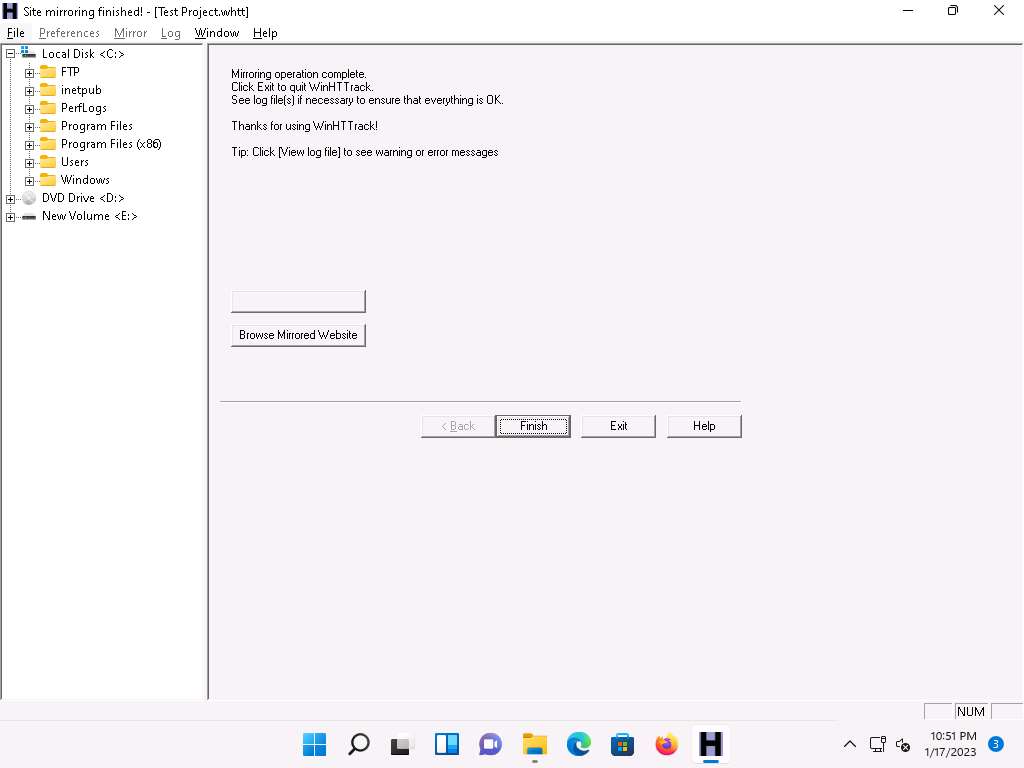 Site mirroring finished! - [Test Project.whtt]
File Preferences Mirror Log Window Help
Local Disk <C:>
FTP
inetpub
PerfLogs
Program Files
Program Files (x86)
Users
Windows
DVD Drive <D:>
New Volume <E:>
Mirroring operation complete.
Click Exit to quit WinHTTrack.
See log file(s) if necessary to ensure that everything is OK.
Thanks for using WinHTTrack!
Tip: Click [View log file] to see warning or error messages
Browse Mirrored Website
< Back Finish Exit Help
NUM
10:51 PM
1/17/2023
3